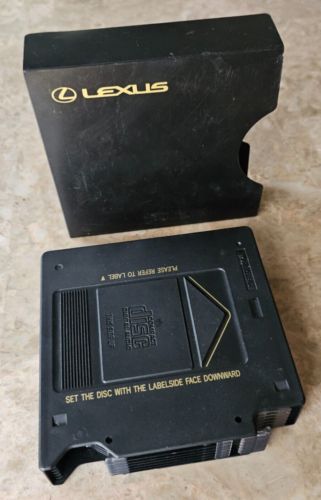 LEXUS
PLEASE REFER TO LABEL
COMPACT
disc
DIGITAL AUDIO
SET THE DISC WITH THE LABELSIDE FACE DOWNWARD